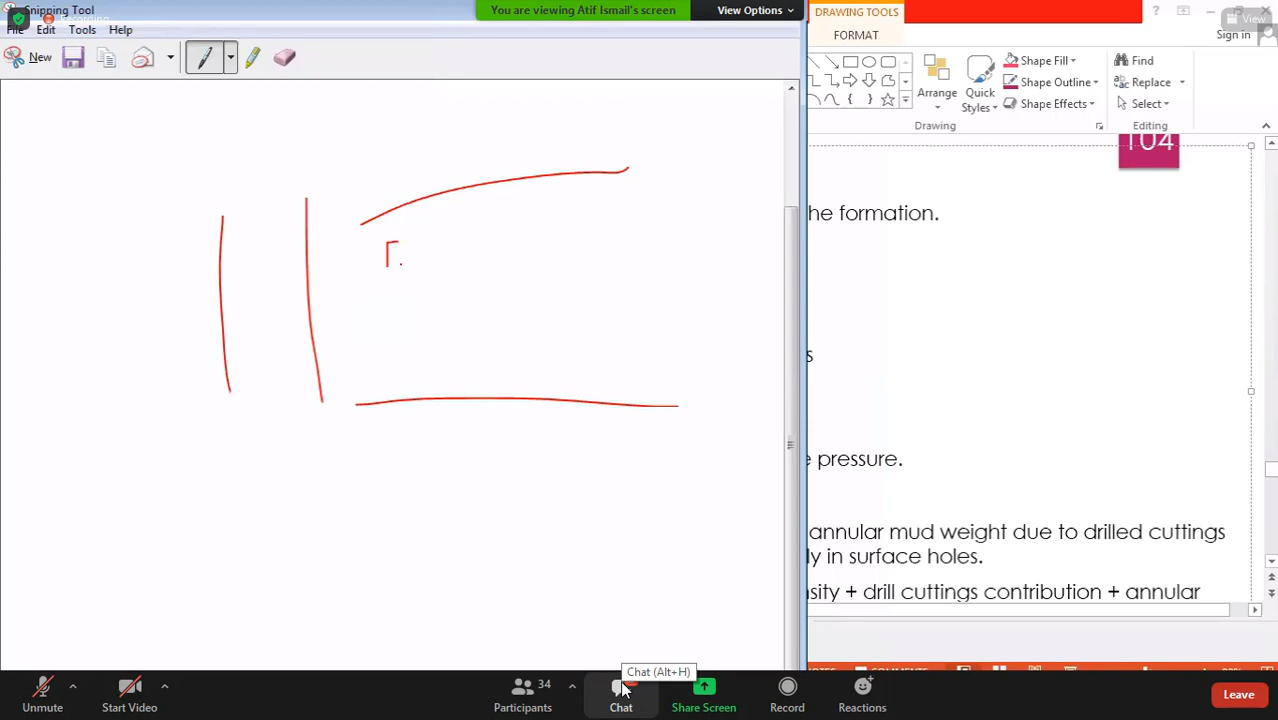 Snipping Tool
Recording
You are viewing Atif Ismail's screen
View Options
File Edit Tools Help
New
DRAWING TOOLS
FORMAT
View
Sign in
Arrange
Quick
Styles
Shape Fill
Shape Outline
Shape Effects
Drawing
Find
Replace
Select
Editing
104
he formation.
s
e pressure.
annular mud weight due to drilled cuttings
ly in surface holes.
sity + drill cuttings contribution + annular
COMMENTS
Chat (Alt+H)
34
Unmute
Start Video
Participants
Chat
Share Screen
Record
Reactions
Leave